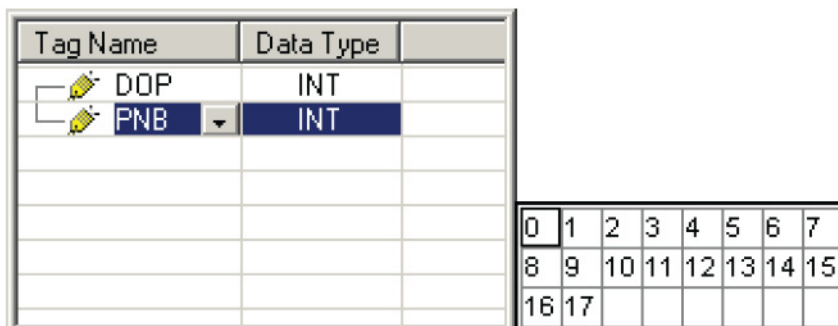 Tag Name Data Type
DOP INT
PNB INT
0 1 2 3 4 5 6 7
8 9 10 11 12 13 14 15
16 17